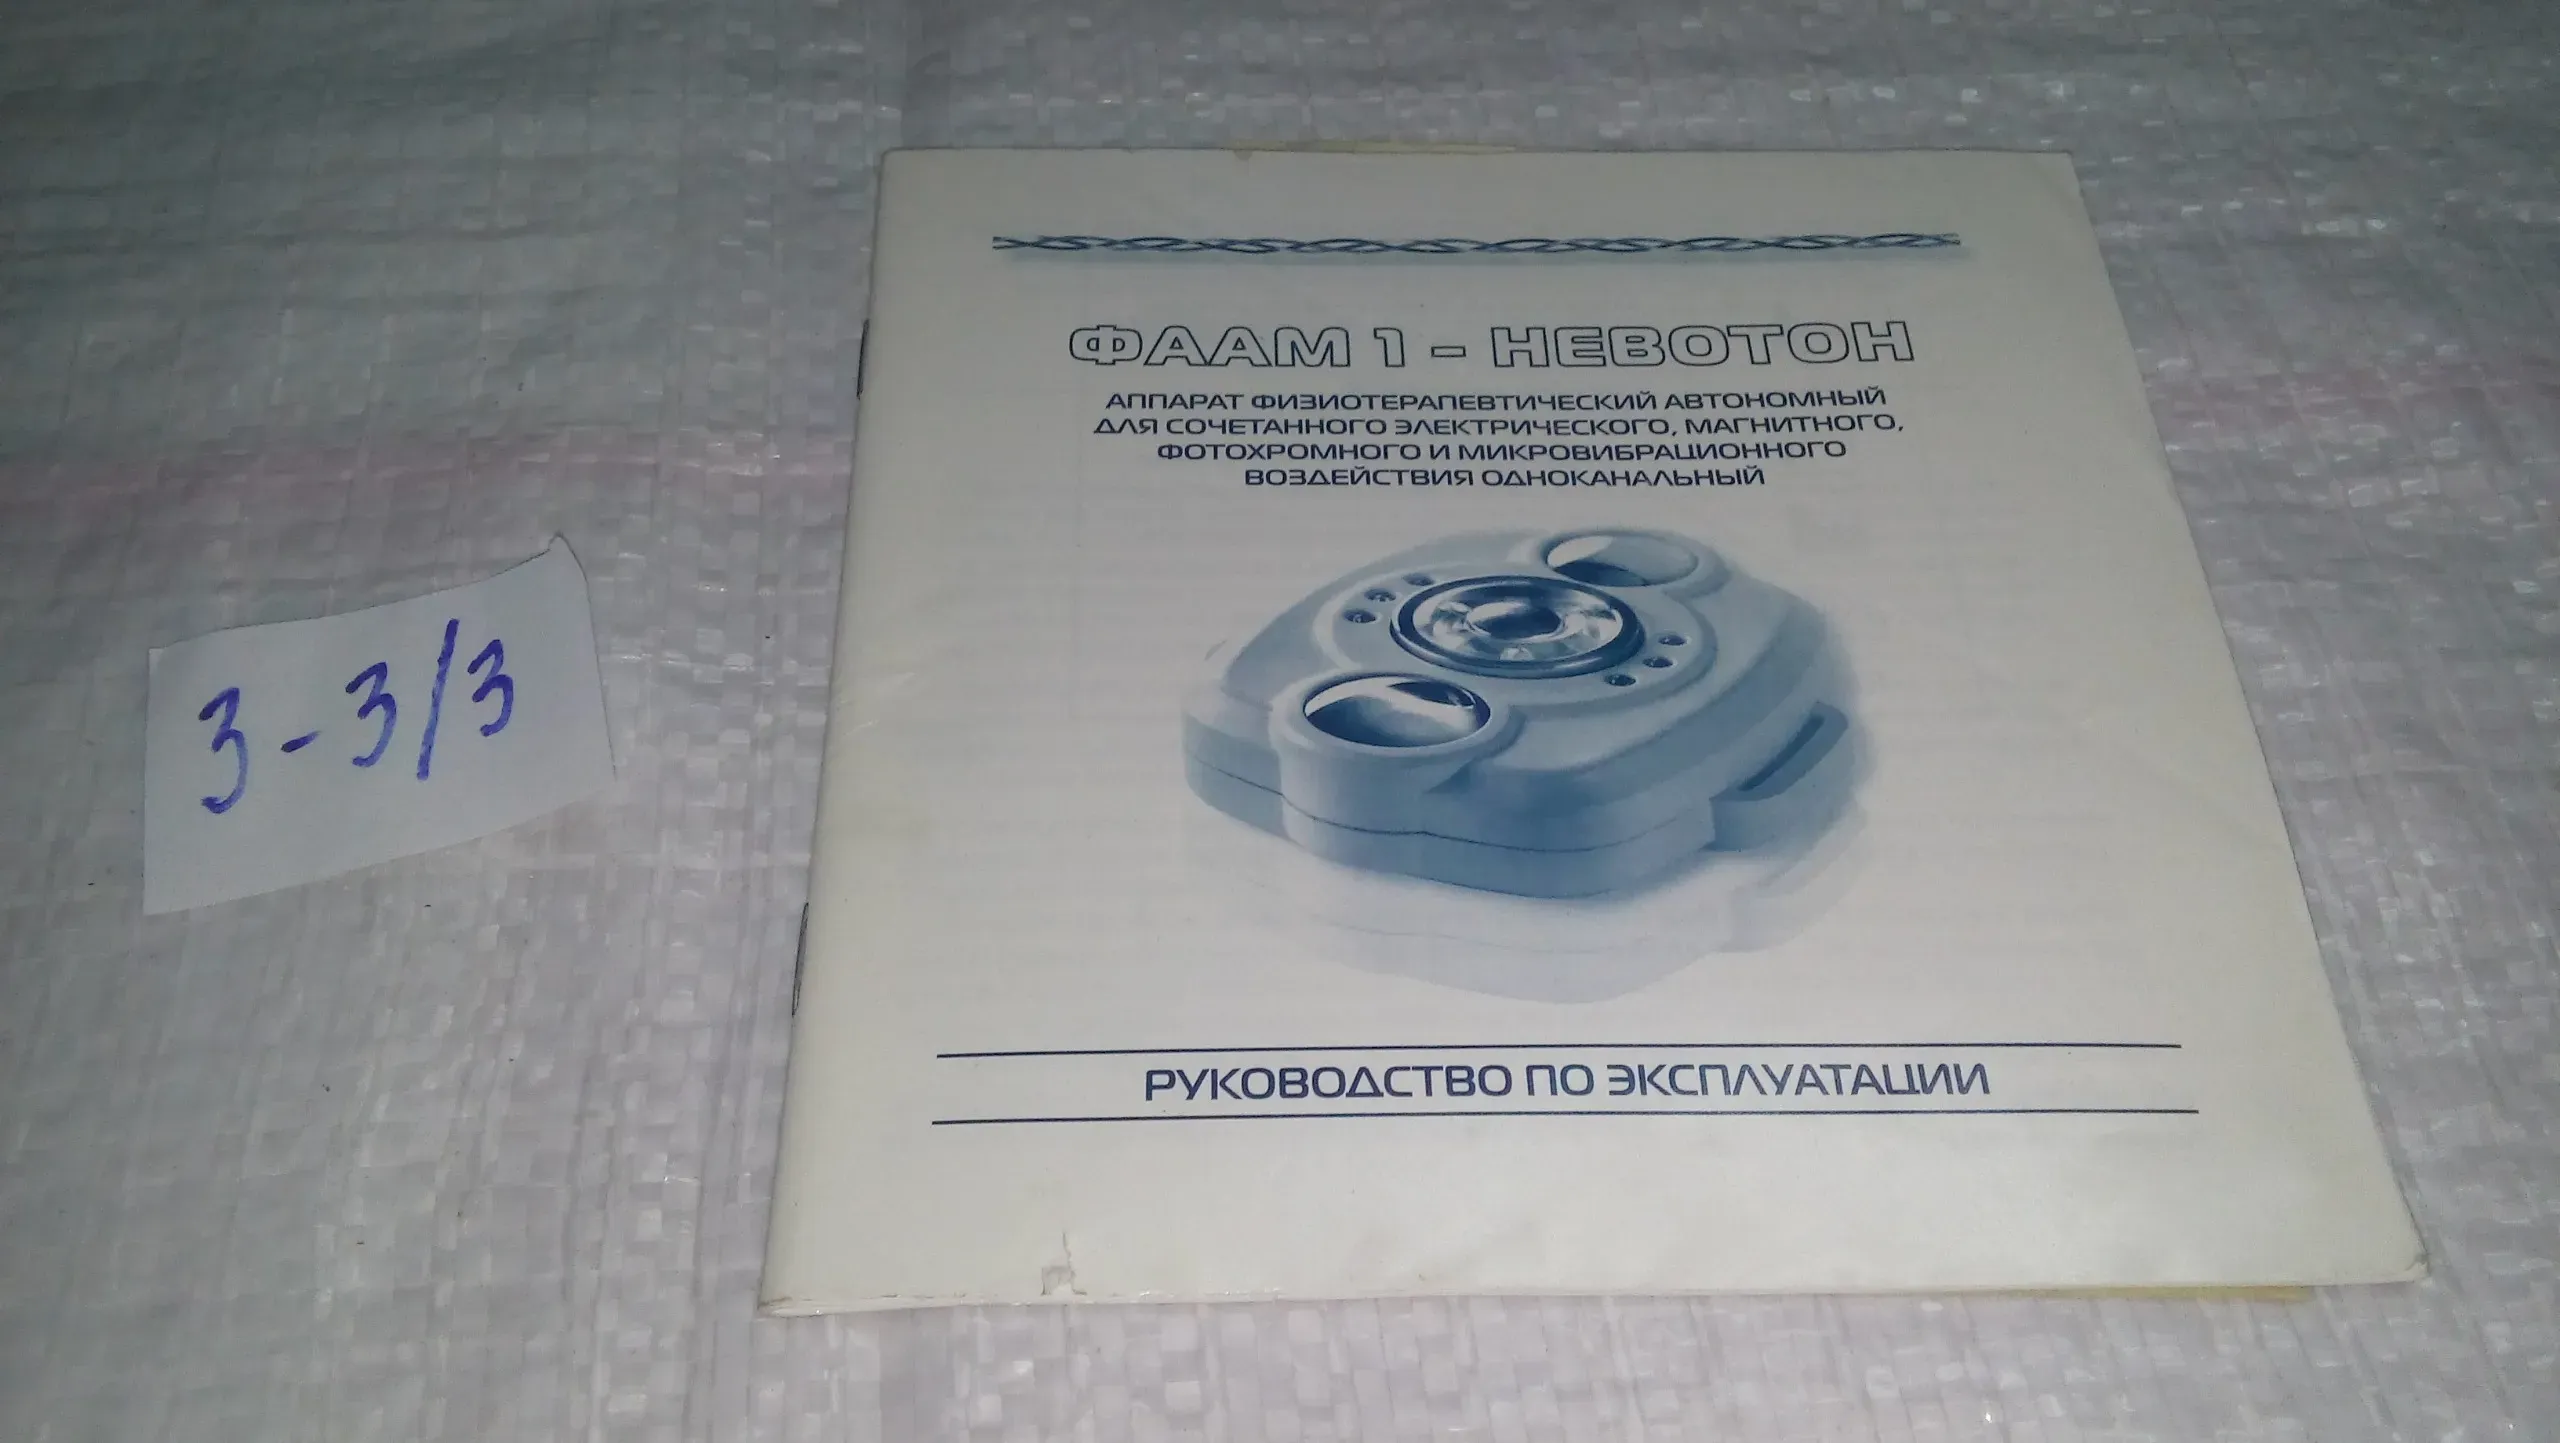 3-3/3
ФААМ 1 - НЕВОТОН
АППАРАТ ФИЗИОТЕРАПЕВТИЧЕСКИЙ АВТОНОМНЫЙ
ДЛЯ СОЧЕТАННОГО ЭЛЕКТРИЧЕСКОГО, МАГНИТНОГО,
ФОТОХРОМНОГО И МИКРОВИБРАЦИОННОГО
ВОЗДЕЙСТВИЯ ОДНОКАНАЛЬНЫЙ
РУКОВОДСТВО ПО ЭКСПЛУАТАЦИИ